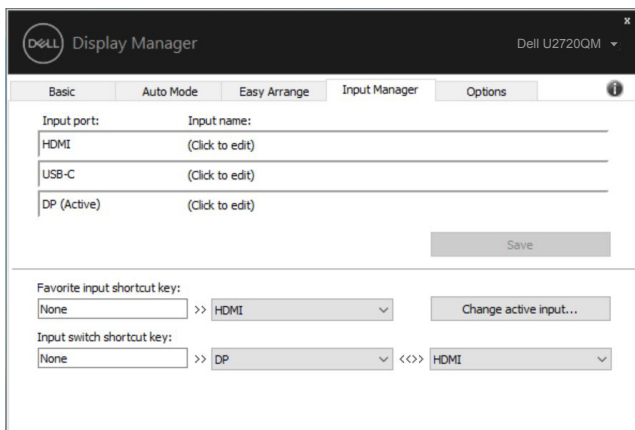 x
DELL Display Manager Dell U2720QM
Basic Auto Mode Easy Arrange Input Manager Options i
Input port: Input name:
HDMI (Click to edit)
USB-C (Click to edit)
DP (Active) (Click to edit)
Save
Favorite input shortcut key:
None >> HDMI Change active input...
Input switch shortcut key:
None >> DP <<>> HDMI